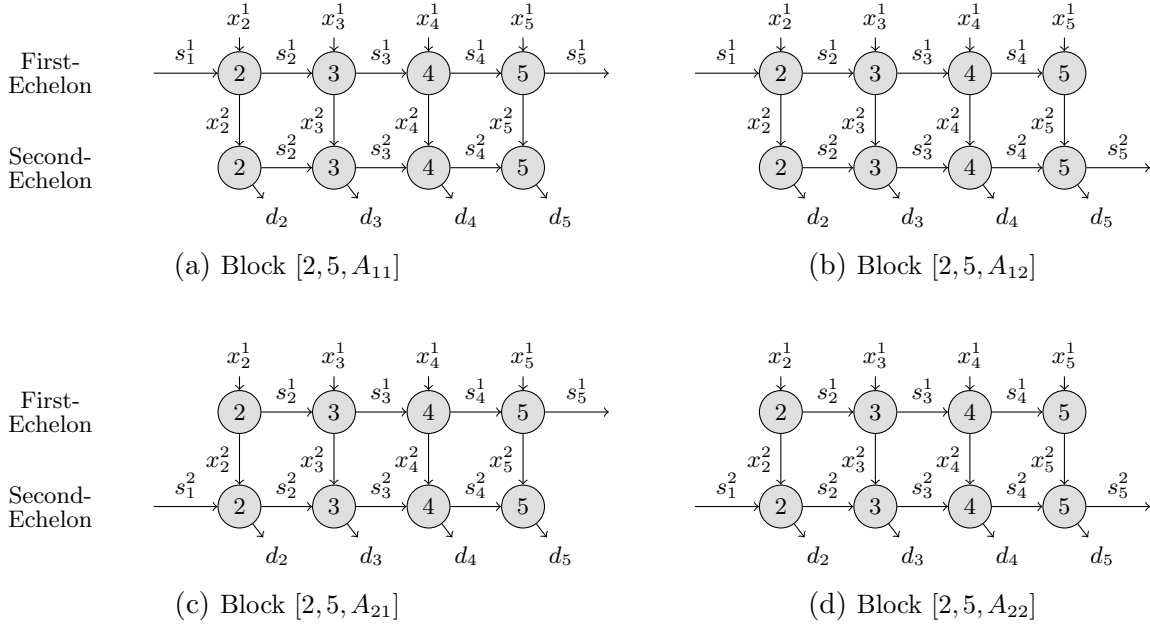 x_2^1 x_3^1 x_4^1 x_5^1 x_2^1 x_3^1 x_4^1 x_5^1
First-
Echelon
s_1^1 2 s_2^1 3 s_3^1 4 s_4^1 5 s_5^1 s_1^1 2 s_2^1 3 s_3^1 4 s_4^1 5
x_2^2 x_3^2 x_4^2 x_5^2 x_2^2 x_3^2 x_4^2 x_5^2
Second-
Echelon
2 s_2^2 3 s_3^2 4 s_4^2 5 2 s_2^2 3 s_3^2 4 s_4^2 5 s_5^2
d_2 d_3 d_4 d_5 d_2 d_3 d_4 d_5
(a) Block [2, 5, A_{11}] (b) Block [2, 5, A_{12}]
x_2^1 x_3^1 x_4^1 x_5^1 x_2^1 x_3^1 x_4^1 x_5^1
First-
Echelon
2 s_2^1 3 s_3^1 4 s_4^1 5 s_5^1 2 s_2^1 3 s_3^1 4 s_4^1 5
x_2^2 x_3^2 x_4^2 x_5^2 x_2^2 x_3^2 x_4^2 x_5^2
Second-
Echelon
s_1^2 2 s_2^2 3 s_3^2 4 s_4^2 5 s_1^2 2 s_2^2 3 s_3^2 4 s_4^2 5 s_5^2
d_2 d_3 d_4 d_5 d_2 d_3 d_4 d_5
(c) Block [2, 5, A_{21}] (d) Block [2, 5, A_{22}]